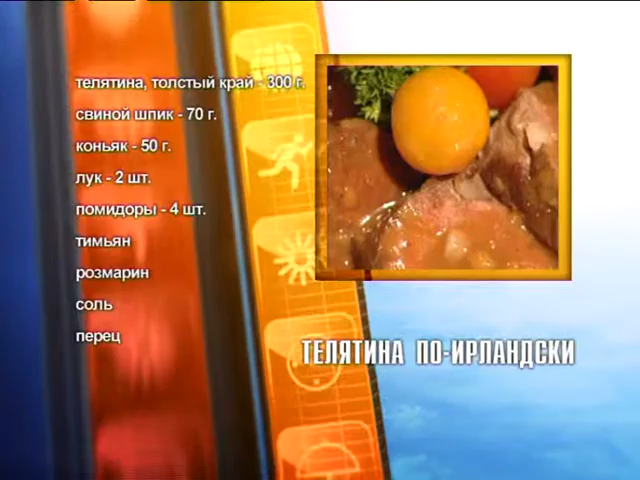 телятина, толстый край - 300 г.
свиной шпик - 70 г.
коньяк - 50 г.
лук - 2 шт.
помидоры - 4 шт.
тимьян
розмарин
соль
перец
ТЕЛЯТИНА ПО-ИРЛАНДСКИ